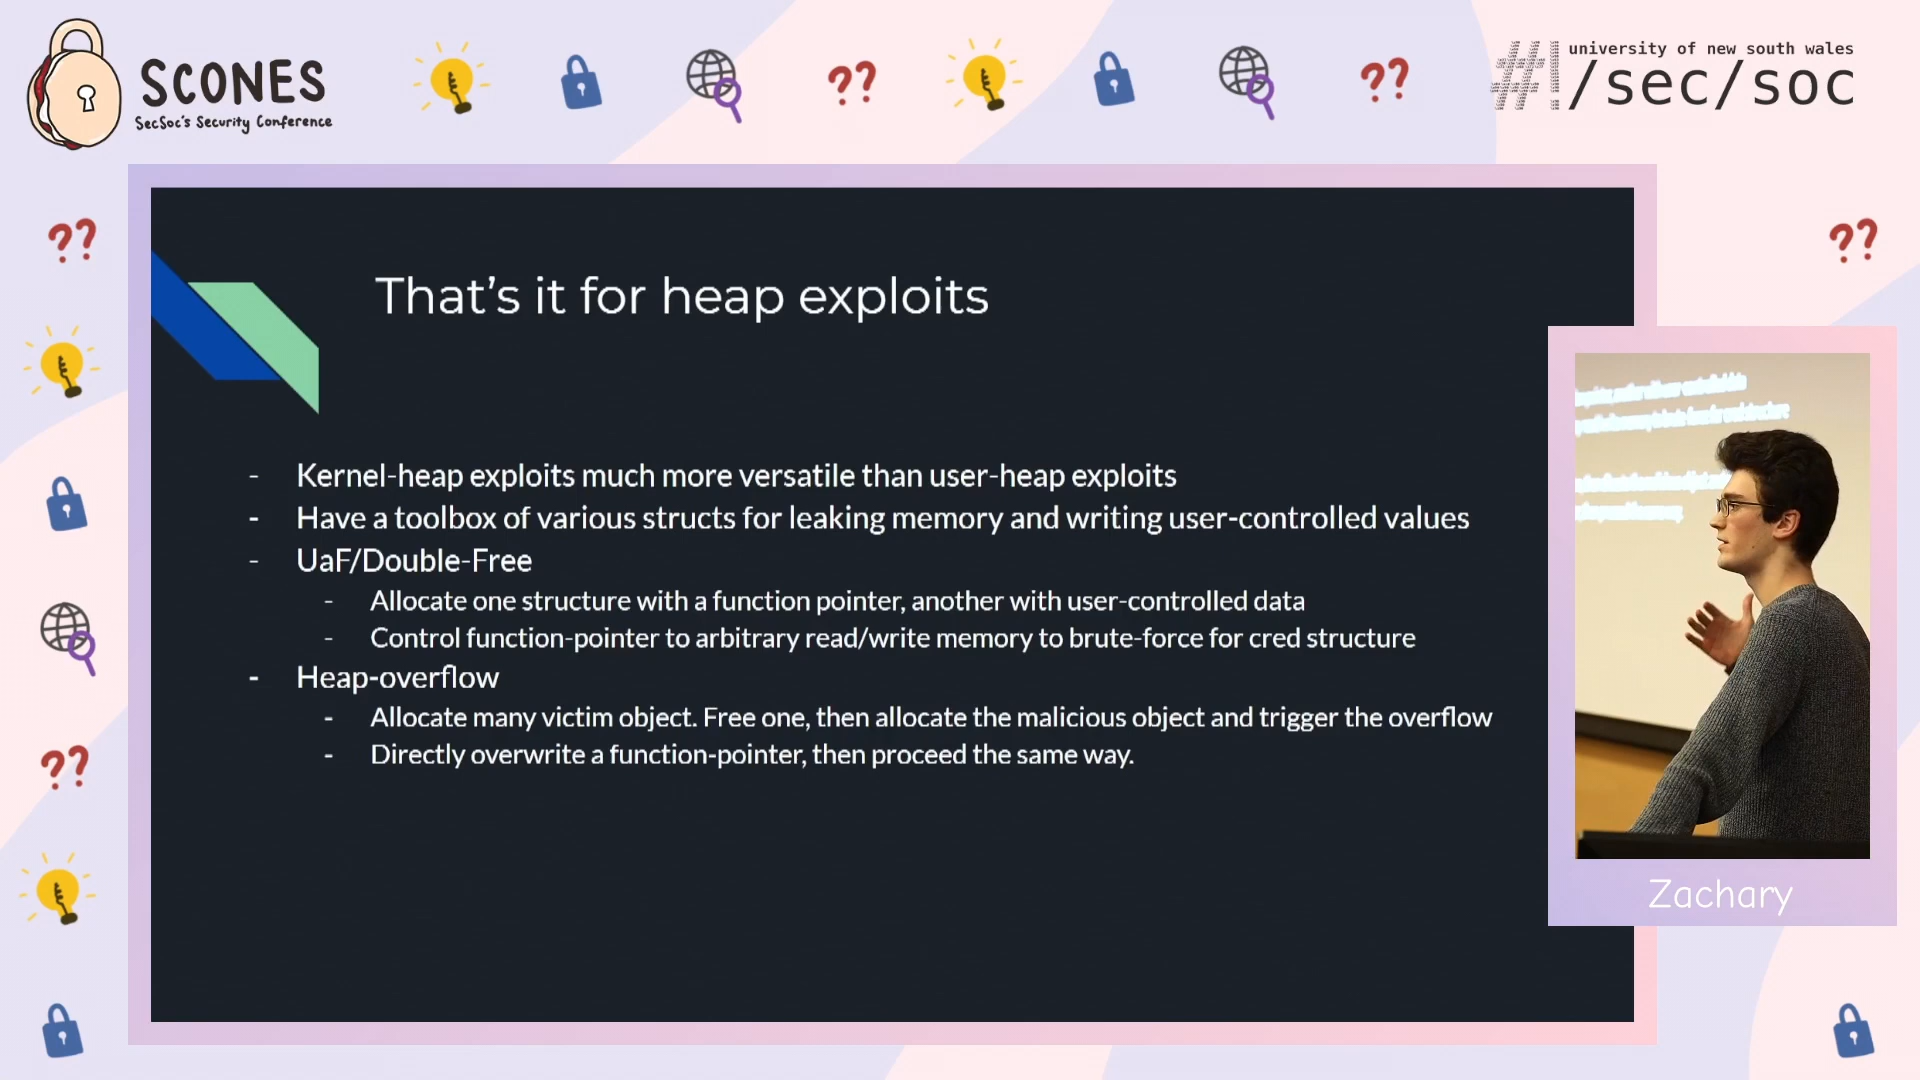 SCONES
SecSoc's Security Conference
?? ??
university of new south wales
/sec/soc
?? ??
That's it for heap exploits
- Kernel-heap exploits much more versatile than user-heap exploits
- Have a toolbox of various structs for leaking memory and writing user-controlled values
- UaF/Double-Free
- Allocate one structure with a function pointer, another with user-controlled data
- Control function-pointer to arbitrary read/write memory to brute-force for cred structure
- Heap-overflow
- Allocate many victim object. Free one, then allocate the malicious object and trigger the overflow
- Directly overwrite a function-pointer, then proceed the same way.
??
Zachary